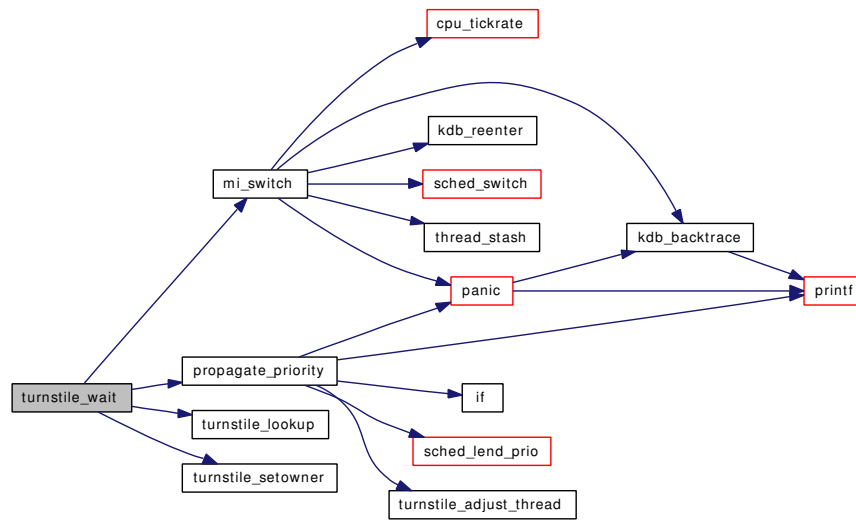 cpu_tickrate
kdb_reenter
mi_switch
sched_switch
thread_stash
kdb_backtrace
panic
printf
propagate_priority
turnstile_wait
if
turnstile_lookup
sched_lend_prio
turnstile_setowner
turnstile_adjust_thread